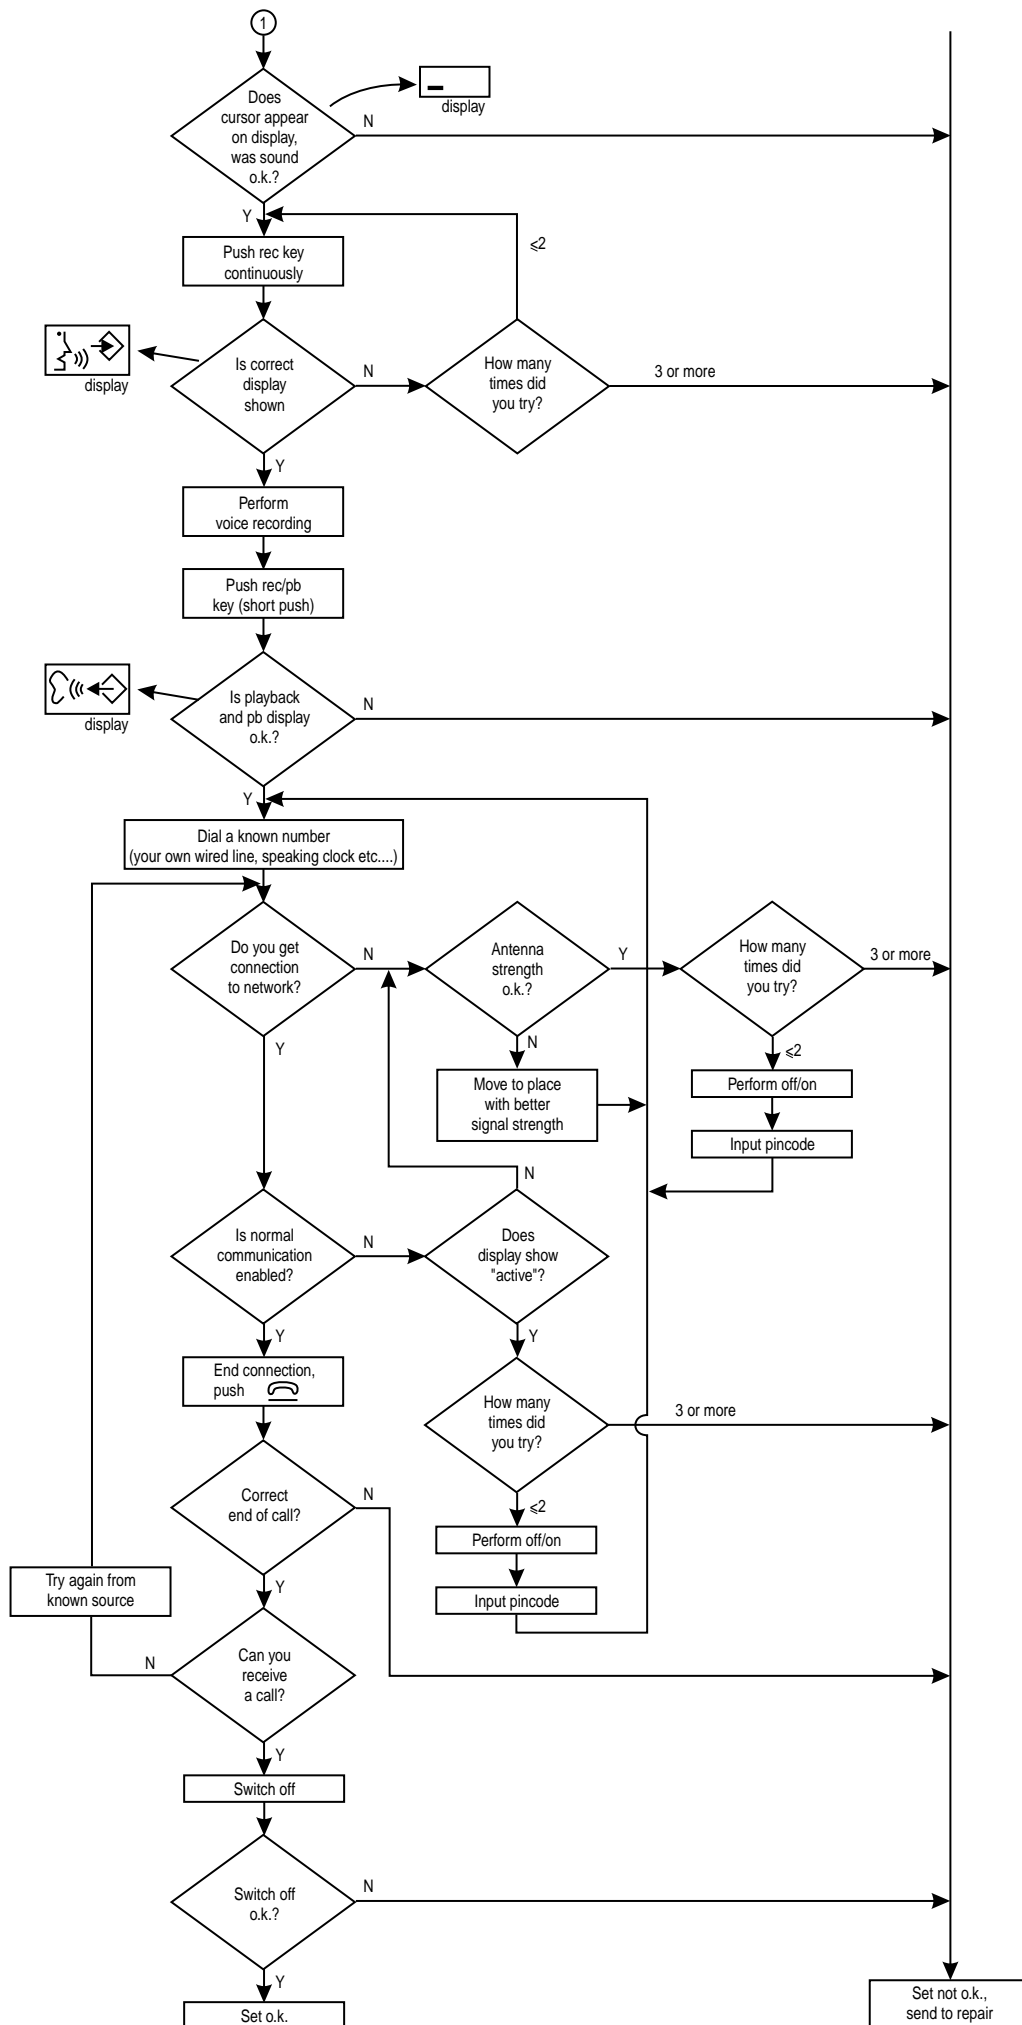 1
Does
cursor appear
on display,
was sound
o.k.?
display
N
Y
≤2
Push rec key
continuously
display
Is correct
display
shown
N
How many
times did
you try?
3 or more
Y
Perform
voice recording
Push rec/pb
key (short push)
display
Is playback
and pb display
o.k.?
N
Y
Dial a known number
(your own wired line, speaking clock etc....)
Do you get
connection
to network?
N
Antenna
strength
o.k.?
Y
How many
times did
you try?
3 or more
Y
N
≤2
Move to place
with better
signal strength
Perform off/on
Input pincode
N
Is normal
communication
enabled?
N
Does
display show
"active"?
Y
Y
End connection,
push
How many
times did
you try?
3 or more
Correct
end of call?
N
≤2
Perform off/on
Try again from
known source
Y
Input pincode
N
Can you
receive
a call?
Y
Switch off
Switch off
o.k.?
N
Y
Set o.k.
Set not o.k.,
send to repair